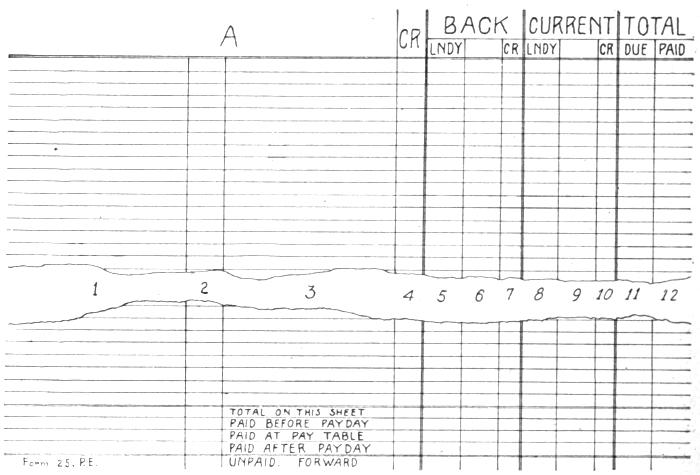 A CR BACK CURRENT TOTAL
LNDY CR LNDY CR DUE PAID
1 2 3 4 5 6 7 8 9 10 11 12
TOTAL ON THIS SHEET
PAID BEFORE PAYDAY
PAID AT PAY TABLE
PAID AFTER PAYDAY
Form 25, P.E. UNPAID. FORWARD